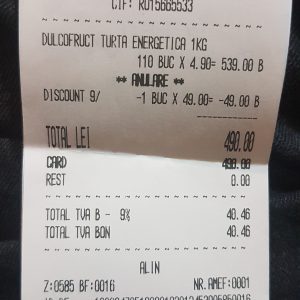 CIF: RO15665533
DULCOFRUCT TURTA ENERGETICA 1KG
110 BUC X 4.90= 539.00 B
** ANULARE **
DISCOUNT 9/ -1 BUC X 49.00= -49.00 B
TOTAL LEI 490.00
CARD 490.00
REST 0.00
TOTAL TVA B - 9% 40.46
TOTAL TVA BON 40.46
ALIN
Z:0585 BF:0016 NR.AMEF:0001